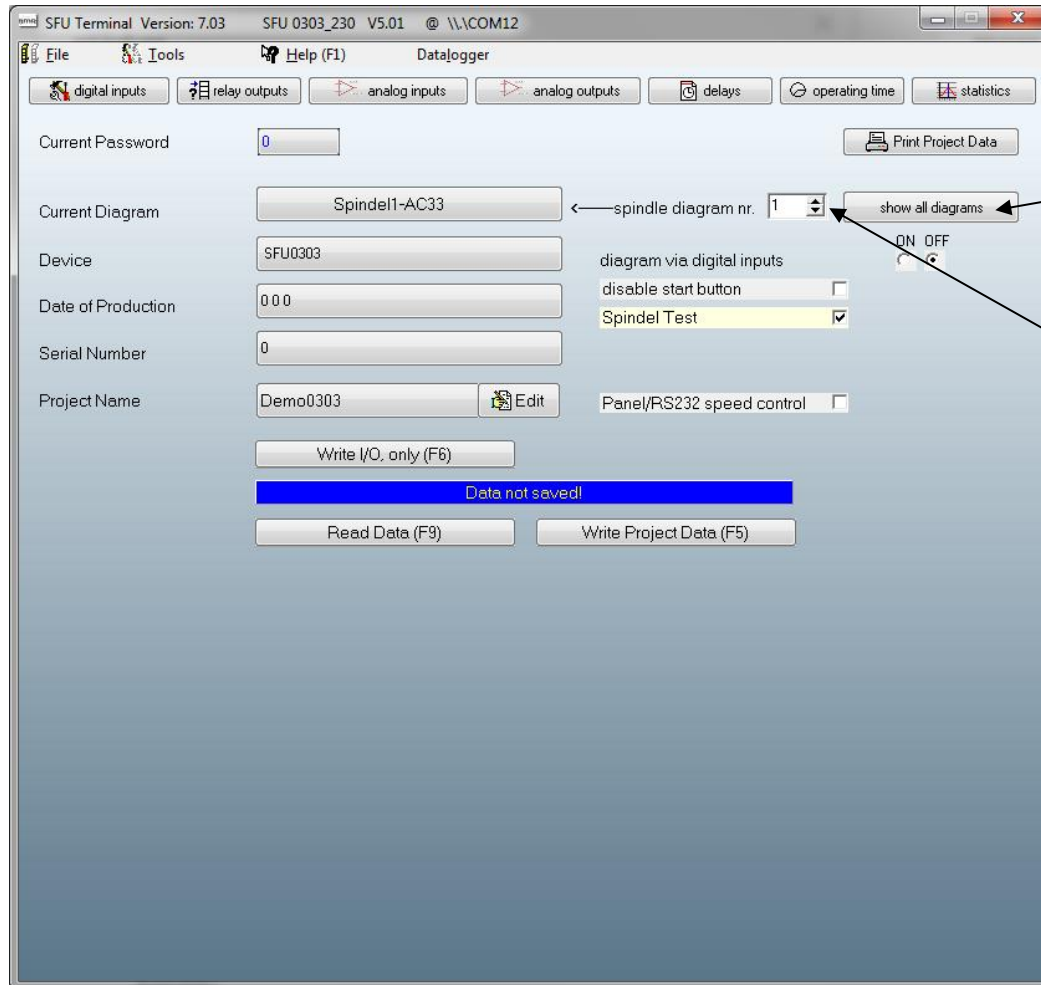 SFU Terminal Version: 7.03 SFU 0303_230 V5.01 @ \\.\COM12
File Tools Help (F1) Datalogger
digital inputs relay outputs analog inputs analog outputs delays operating time statistics
Current Password 0 Print Project Data
Current Diagram Spindel1-AC33 <——spindle diagram nr. 1 show all diagrams
ON OFF
Device SFU0303 diagram via digital inputs
disable start button
Date of Production 0 0 0
Spindel Test
Serial Number 0
Project Name Demo0303 Edit Panel/RS232 speed control
Write I/O, only (F6)
Data not saved!
Read Data (F9) Write Project Data (F5)